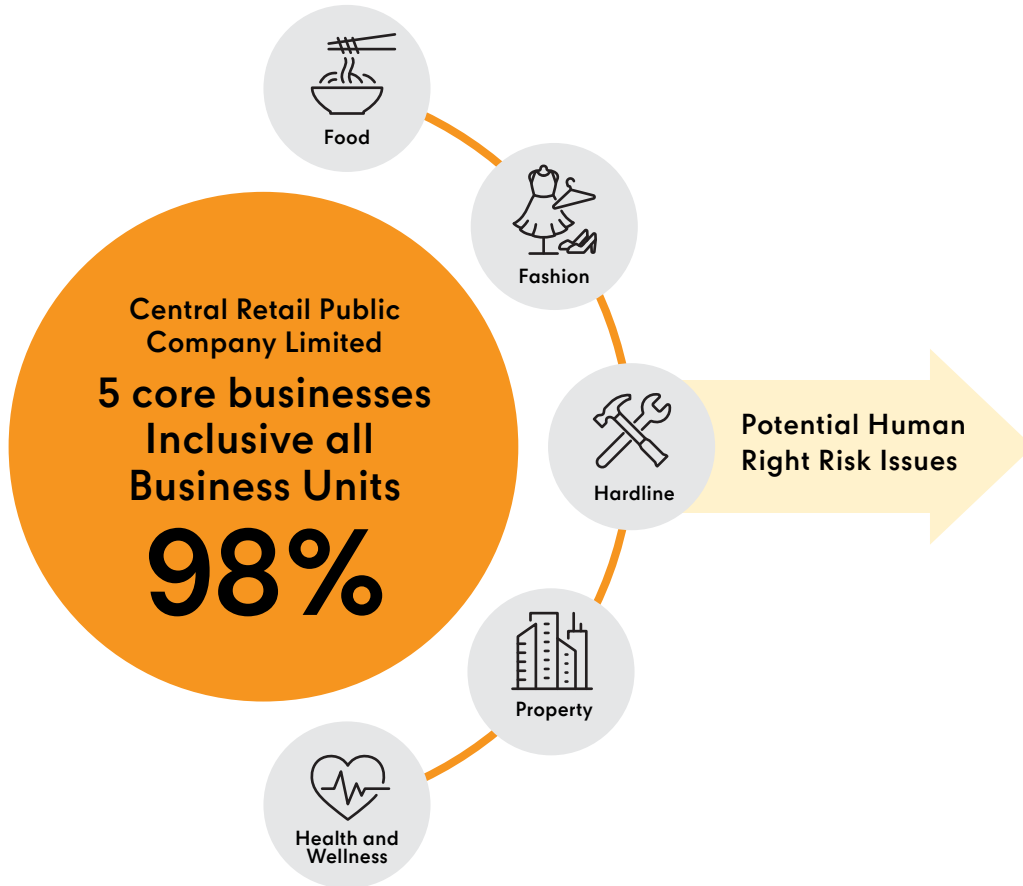 Food
Fashion
Central Retail Public
Company Limited
5 core businesses
Inclusive all
Business Units
98%
Hardline
Potential Human
Right Risk Issues
Property
Health and
Wellness